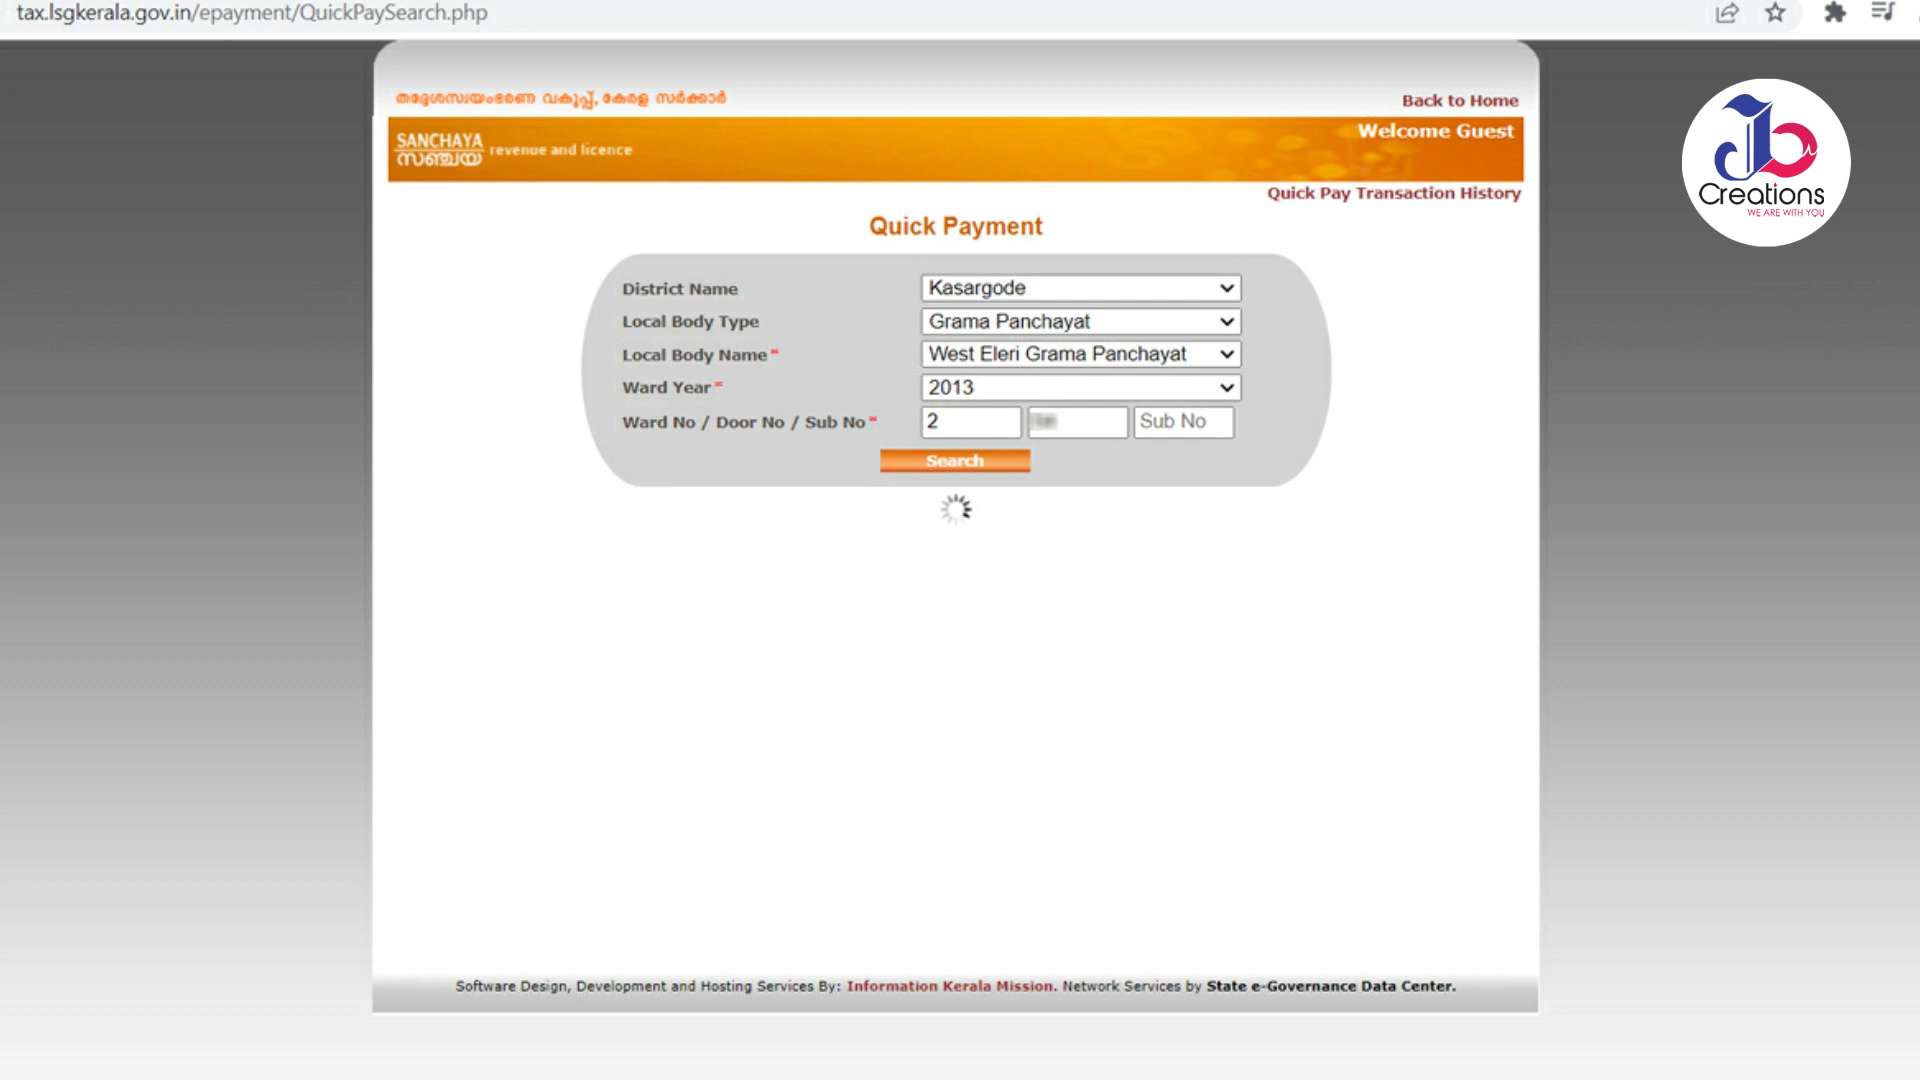 tax.lsgkerala.gov.in/epayment/QuickPaySearch.php
തദ്ദേശസ്വയംഭരണ വകുപ്പ്, കേരള സർക്കാർ
Back to Home
SANCHAYA
സഞ്ചയ
revenue and licence
Welcome Guest
Quick Pay Transaction History
Quick Payment
District Name Kasargode
Local Body Type Grama Panchayat
Local Body Name* West Eleri Grama Panchayat
Ward Year* 2013
Ward No / Door No / Sub No* 2 Sub No
Search
Software Design, Development and Hosting Services By: Information Kerala Mission. Network Services by State e-Governance Data Center.
Jb
Creations
WE ARE WITH YOU